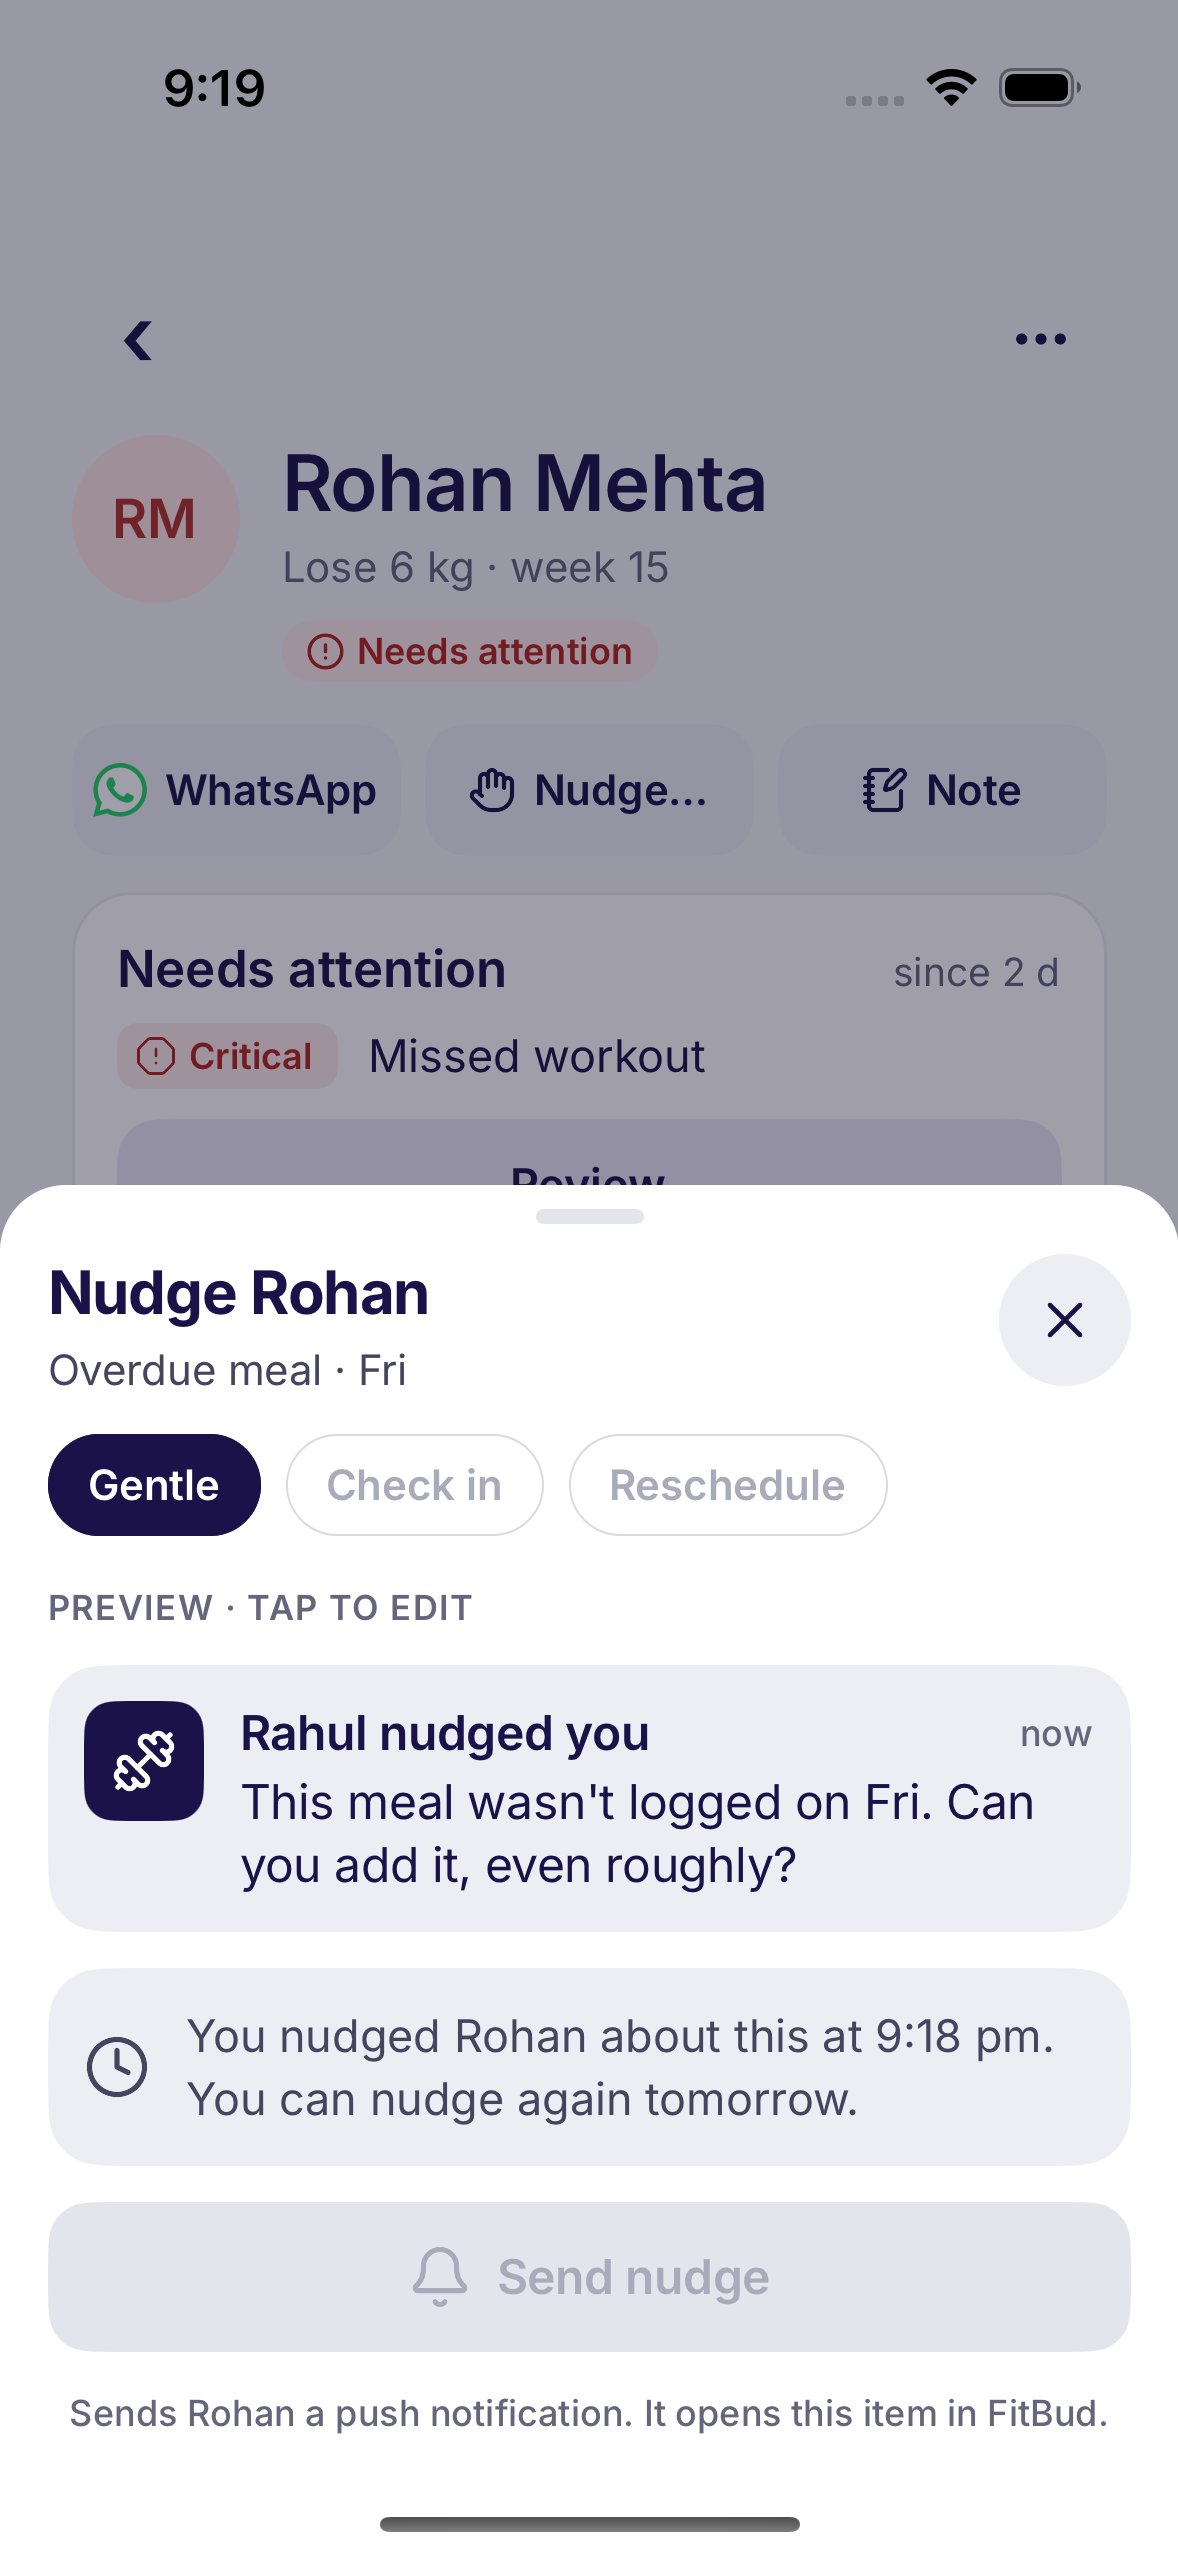 9:19
RM
Rohan Mehta
Lose 6 kg · week 15
Needs attention
WhatsApp
Nudge...
Note
Needs attention
since 2 d
Critical
Missed workout
Review
Nudge Rohan
Overdue meal · Fri
Gentle
Check in
Reschedule
PREVIEW · TAP TO EDIT
Rahul nudged you
now
This meal wasn't logged on Fri. Can
you add it, even roughly?
You nudged Rohan about this at 9:18 pm.
You can nudge again tomorrow.
Send nudge
Sends Rohan a push notification. It opens this item in FitBud.